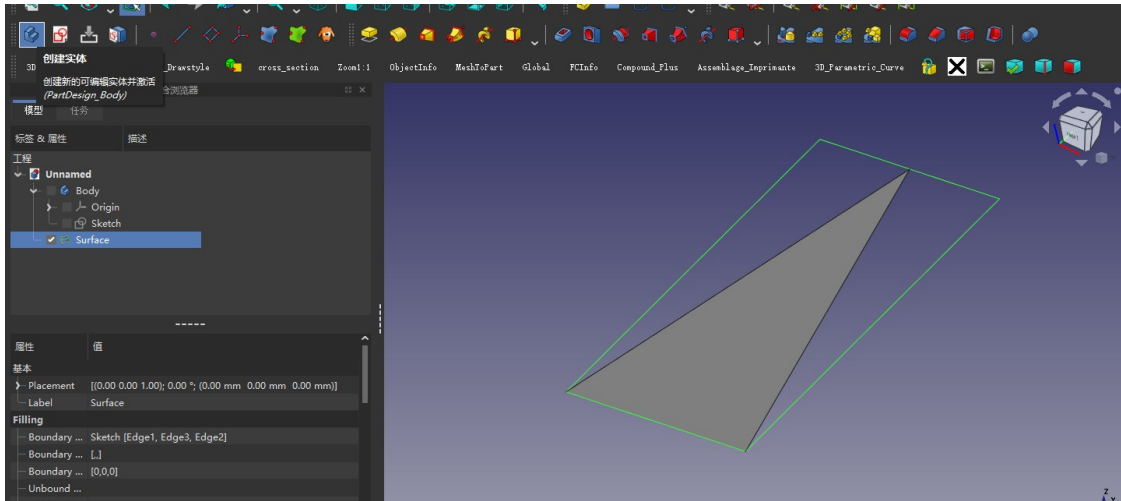 创建实体
3D _Drawstyle cross_section Zoom1:1 ObjectInfo MeshToPart Global FCInfo Compound_Plus Assemblage_Imprimante 3D_Parametric_Curve
创建新的可编辑实体并激活
(PartDesign_Body)
合浏览器
模型 任务
标签 & 属性 描述
工程
Unnamed
Body
Origin
Sketch
Surface
属性 值
基本
Placement [(0.00 0.00 1.00); 0.00 °; (0.00 mm 0.00 mm 0.00 mm)]
Label Surface
Filling
Boundary ... Sketch [Edge1, Edge3, Edge2]
Boundary ... [,,]
Boundary ... [0,0,0]
Unbound ...
Z
X